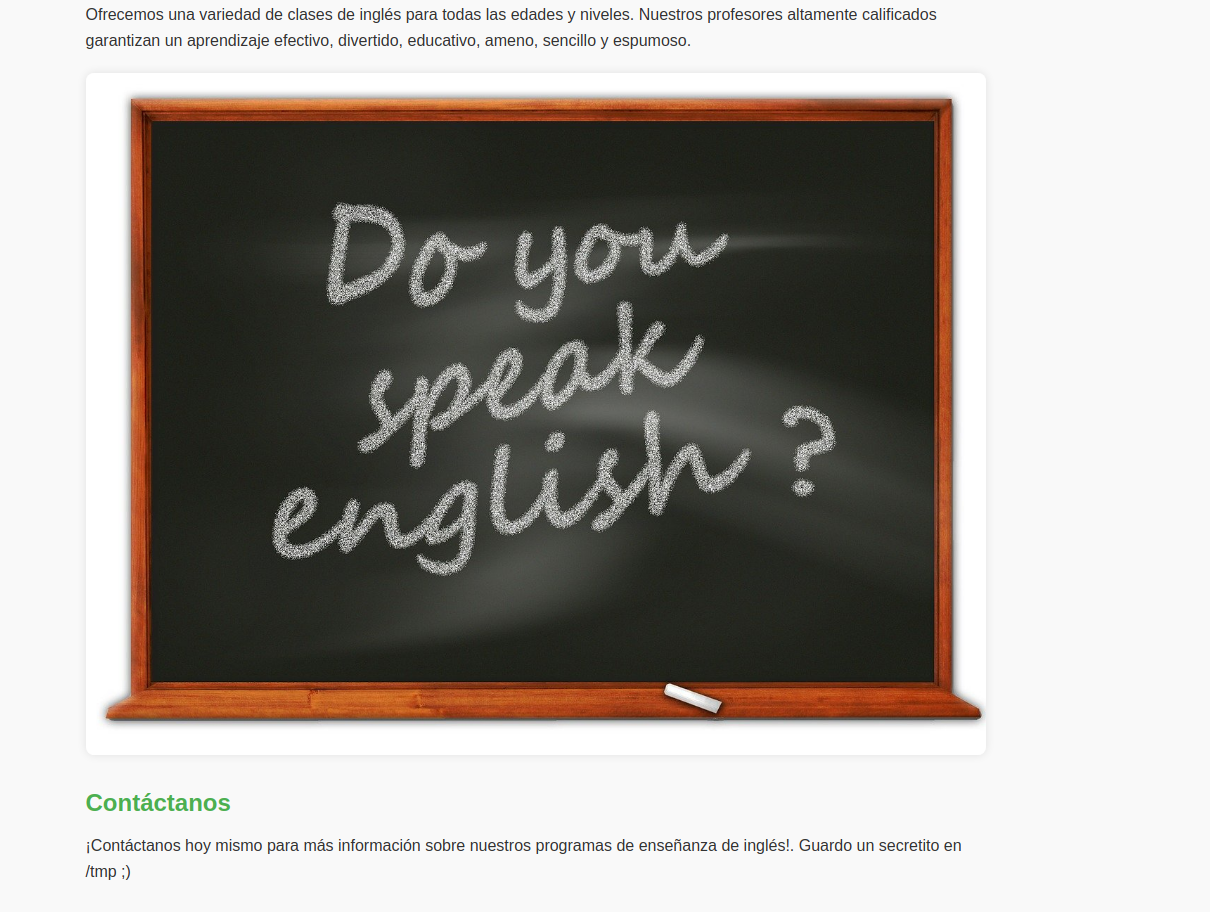 Ofrecemos una variedad de clases de inglés para todas las edades y niveles. Nuestros profesores altamente calificados
garantizan un aprendizaje efectivo, divertido, educativo, ameno, sencillo y espumoso.
Do you
speak
english ?
Contáctanos
¡Contáctanos hoy mismo para más información sobre nuestros programas de enseñanza de inglés!. Guardo un secretito en
/tmp ;)